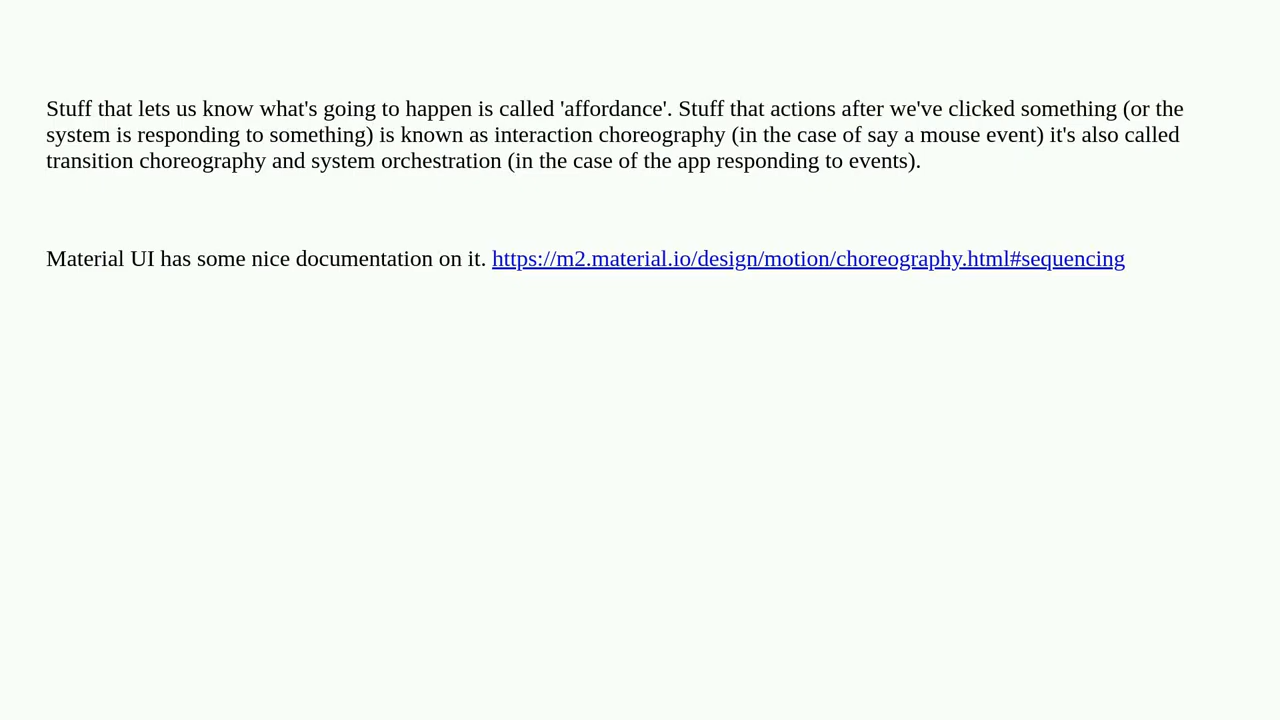 Stuff that lets us know what's going to happen is called 'affordance'. Stuff that actions after we've clicked something (or the
system is responding to something) is known as interaction choreography (in the case of say a mouse event) it's also called
transition choreography and system orchestration (in the case of the app responding to events).
Material UI has some nice documentation on it. https://m2.material.io/design/motion/choreography.html#sequencing